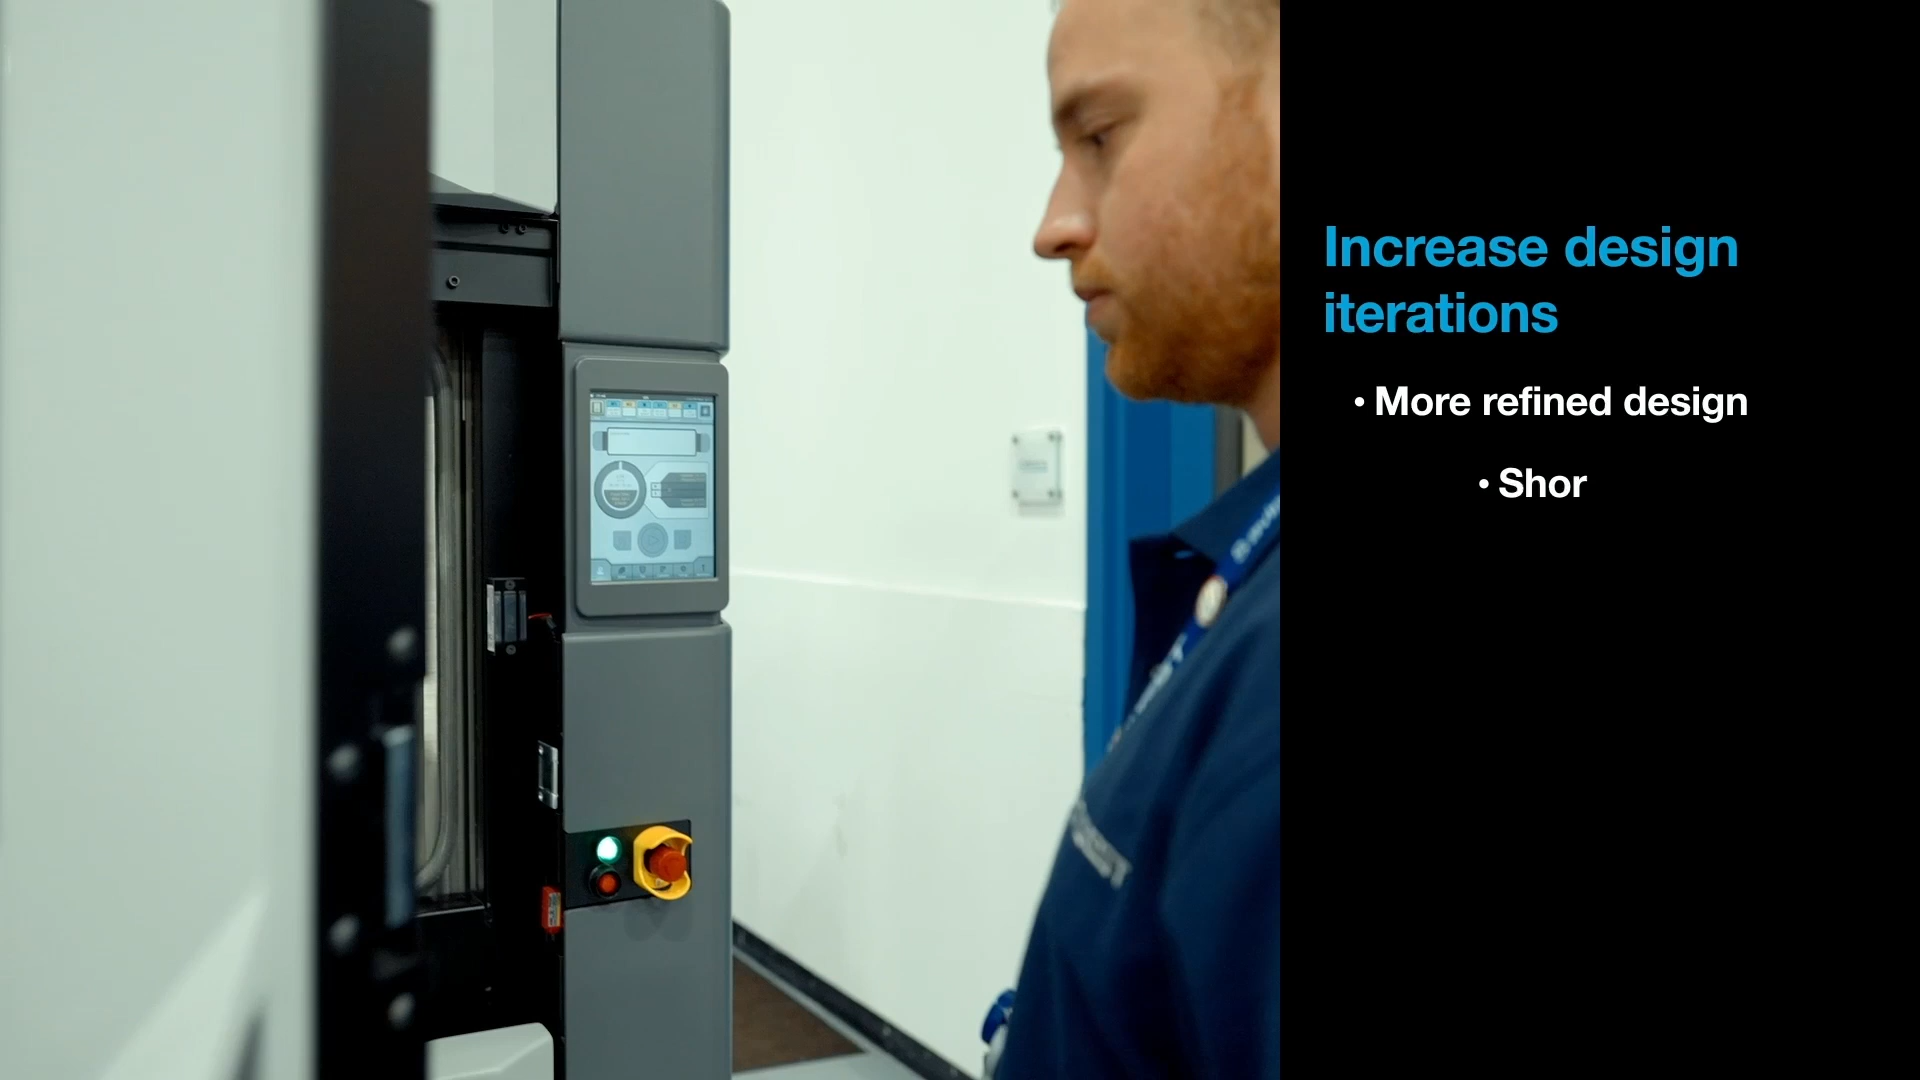 Increase design
iterations
• More refined design
• Shor